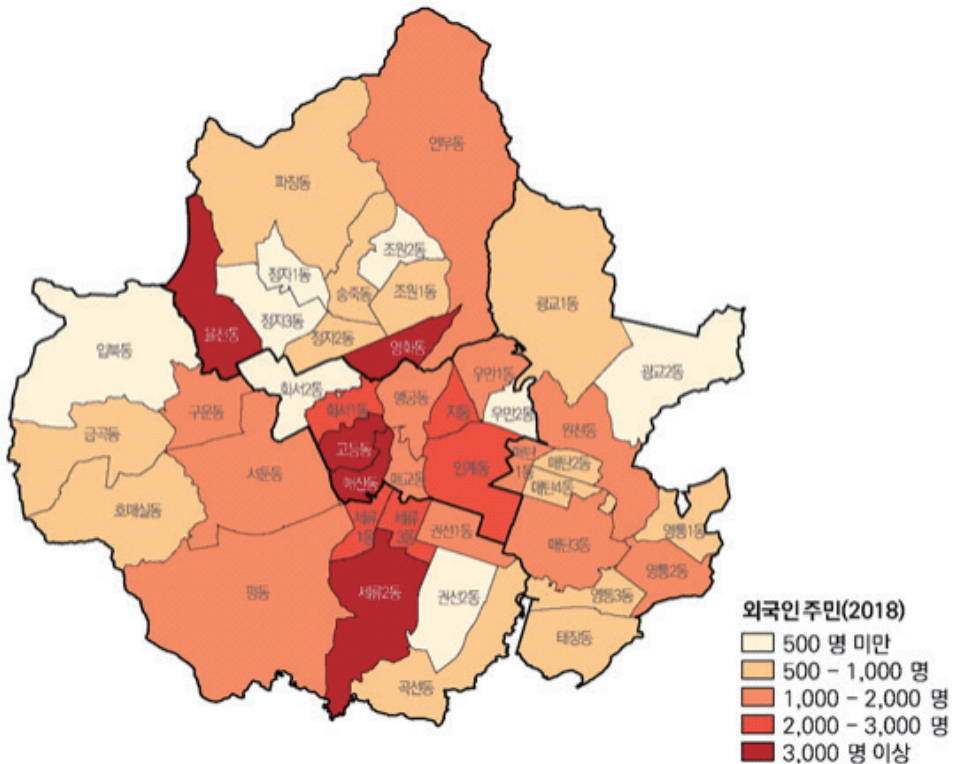 연무동
파장동
조원2동
정자1동
송죽동
조원1동
광교1동
정자3동
정자2동
율천동
영화동
입북동
광교2동
화서2동
우만1동
행궁동
구운동
화서1동
지동
우만2동
원천동
금곡동
고등동
인계동
매탄
1동
매탄2동
서둔동
매산동
매교동
매탄4동
호매실동
세류
1동
세류
3동
권선1동
매탄3동
영통1동
영통2동
평동
세류2동
권선2동
영통3동
태장동
곡선동
외국인 주민(2018)
500 명 미만
500 - 1,000 명
1,000 - 2,000 명
2,000 - 3,000 명
3,000 명 이상